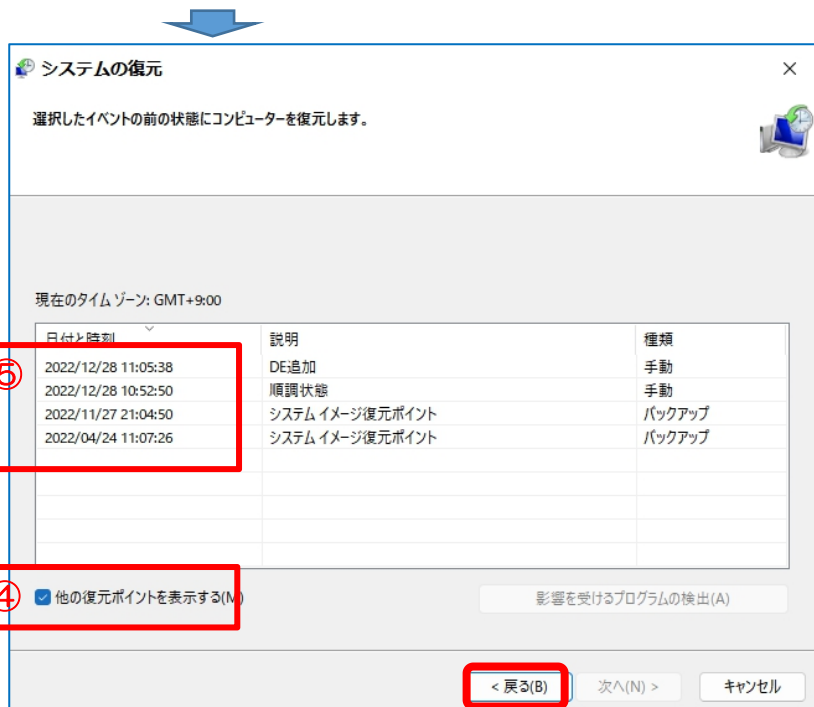 システムの復元
選択したイベントの前の状態にコンピューターを復元します。
現在のタイム ゾーン: GMT+9:00
日付と時刻 説明 種類
⑤
2022/12/28 11:05:38 DE追加 手動
2022/12/28 10:52:50 順調状態 手動
2022/11/27 21:04:50 システム イメージ復元ポイント バックアップ
2022/04/24 11:07:26 システム イメージ復元ポイント バックアップ
④ 他の復元ポイントを表示する(M) 影響を受けるプログラムの検出(A)
< 戻る(B) 次へ(N) > キャンセル